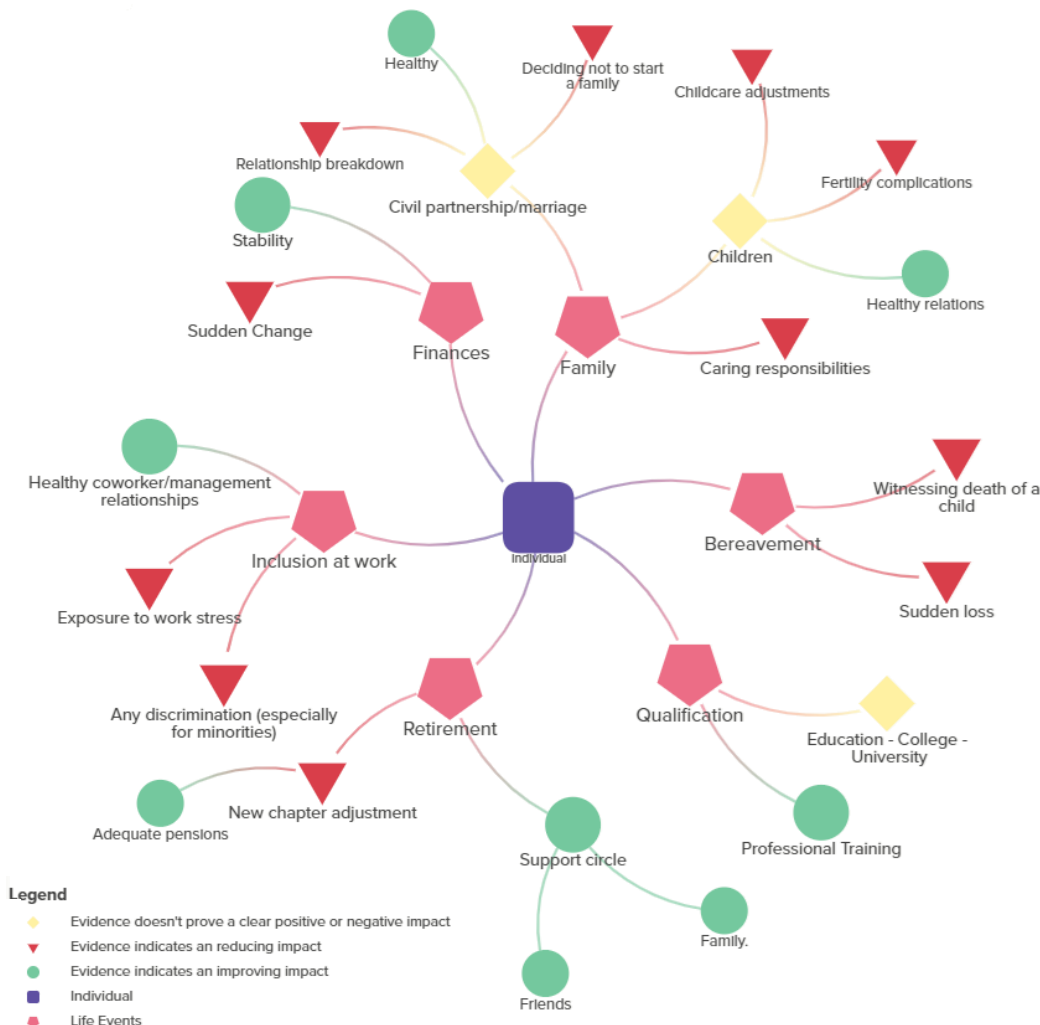 Healthy
Deciding not to start
a family
Childcare adjustments
Relationship breakdown
Fertility complications
Civil partnership/marriage
Stability
Children
Healthy relations
Sudden Change
Finances
Family
Caring responsibilities
Healthy coworker/management
relationships
Witnessing death of a
child
Bereavement
Individual
Inclusion at work
Exposure to work stress
Sudden loss
Any discrimination (especially
for minorities)
Retirement
Qualification
Education - College -
University
New chapter adjustment
Adequate pensions
Support circle
Professional Training
Family.
Friends
Legend
Evidence doesn't prove a clear positive or negative impact
Evidence indicates an reducing impact
Evidence indicates an improving impact
Individual
Life Events